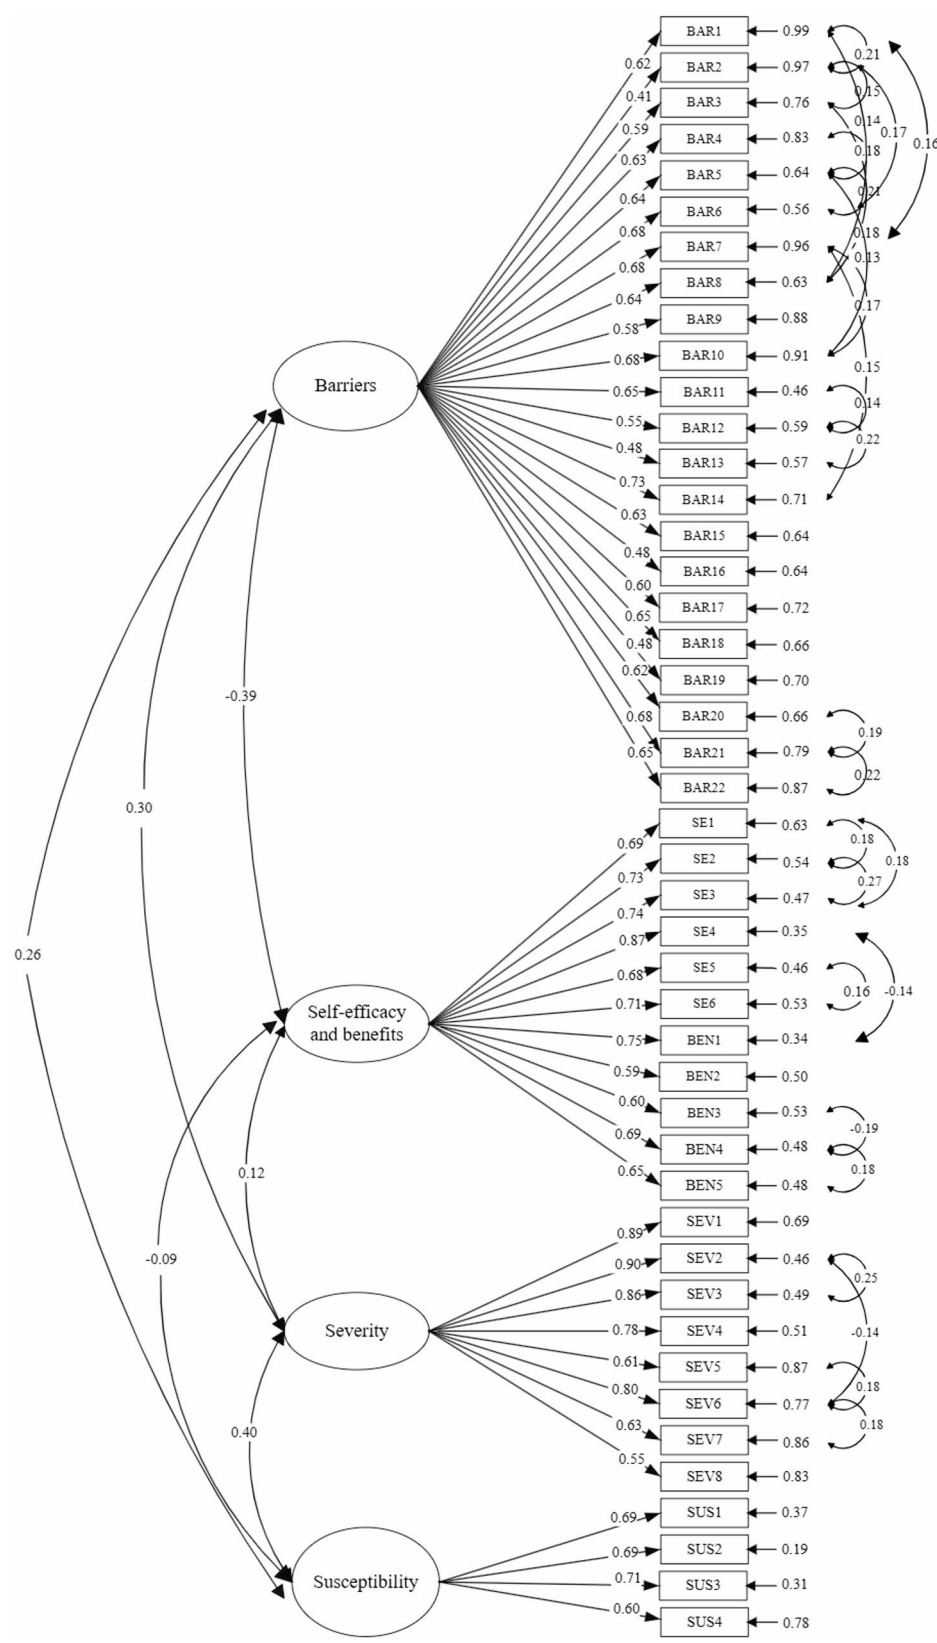 BAR1 0.99
0.62
0.21
BAR2 0.97
0.41
0.15
BAR3 0.76
0.59
0.14
0.17
0.16
BAR4 0.83
0.63
0.18
BAR5 0.64
0.64
0.21
BAR6 0.56
0.68
0.18
BAR7 0.96
0.68
0.13
BAR8 0.63
0.64
0.17
BAR9 0.88
0.58
BAR10 0.91
0.68
0.15
BAR11 0.46
0.65
0.14
BAR12 0.59
0.55
0.22
BAR13 0.57
0.48
BAR14 0.71
0.73
BAR15 0.64
0.63
BAR16 0.64
0.48
BAR17 0.72
0.60
BAR18 0.66
0.65
BAR19 0.70
0.48
BAR20 0.66
0.62
0.19
BAR21 0.79
0.68
0.22
BAR22 0.87
0.65
Barriers
-0.39
0.30
0.26
SE1 0.63
0.69
0.18
SE2 0.54
0.73
0.18
0.27
SE3 0.47
0.74
SE4 0.35
0.87
SE5 0.46
0.68
0.16
-0.14
SE6 0.53
0.71
Self-efficacy
and benefits
BEN1 0.34
0.75
BEN2 0.50
0.59
BEN3 0.53
0.60
-0.19
BEN4 0.48
0.69
0.18
BEN5 0.48
0.65
0.12
-0.09
SEV1 0.69
0.89
SEV2 0.46
0.90
0.25
SEV3 0.49
0.86
-0.14
SEV4 0.51
0.78
Severity
SEV5 0.87
0.61
0.18
SEV6 0.77
0.80
0.18
SEV7 0.86
0.63
SEV8 0.83
0.55
0.40
SUS1 0.37
0.69
SUS2 0.19
0.69
Susceptibility
SUS3 0.31
0.71
SUS4 0.78
0.60